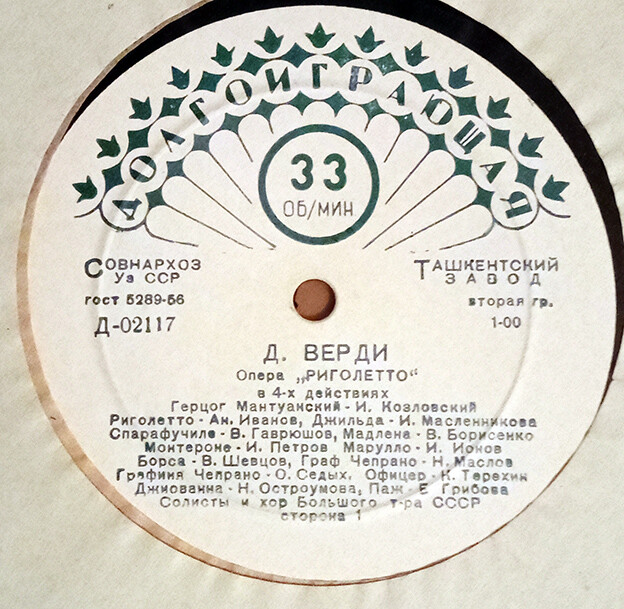 ДОЛГОИГРАЮЩАЯ
33
ОБ/МИН
СОВНАРХОЗ
Уз ССР
ГОСТ 5289-56
Д-02117
ТАШКЕНТСКИЙ
ЗАВОД
вторая гр.
1-00
Д. ВЕРДИ
Опера „РИГОЛЕТТО“
в 4-х действиях
Герцог Мантуанский - И. Козловский
Риголетто - Ан. Иванов, Джильда - И. Масленникова
Спарафучиле - В. Гаврюшов, Мадлена - В. Борисенко
Монтероне - И. Петров Марулло - И. Ионов
Борса - В. Шевцов, Граф Чепрано - Н. Маслов
Графиня Чепрано - О. Седых, Офицер - К. Терехин
Джиованна - Н. Остроумова, Паж - Е. Грибова
Солисты и хор Большого т-ра СССР
сторона 1